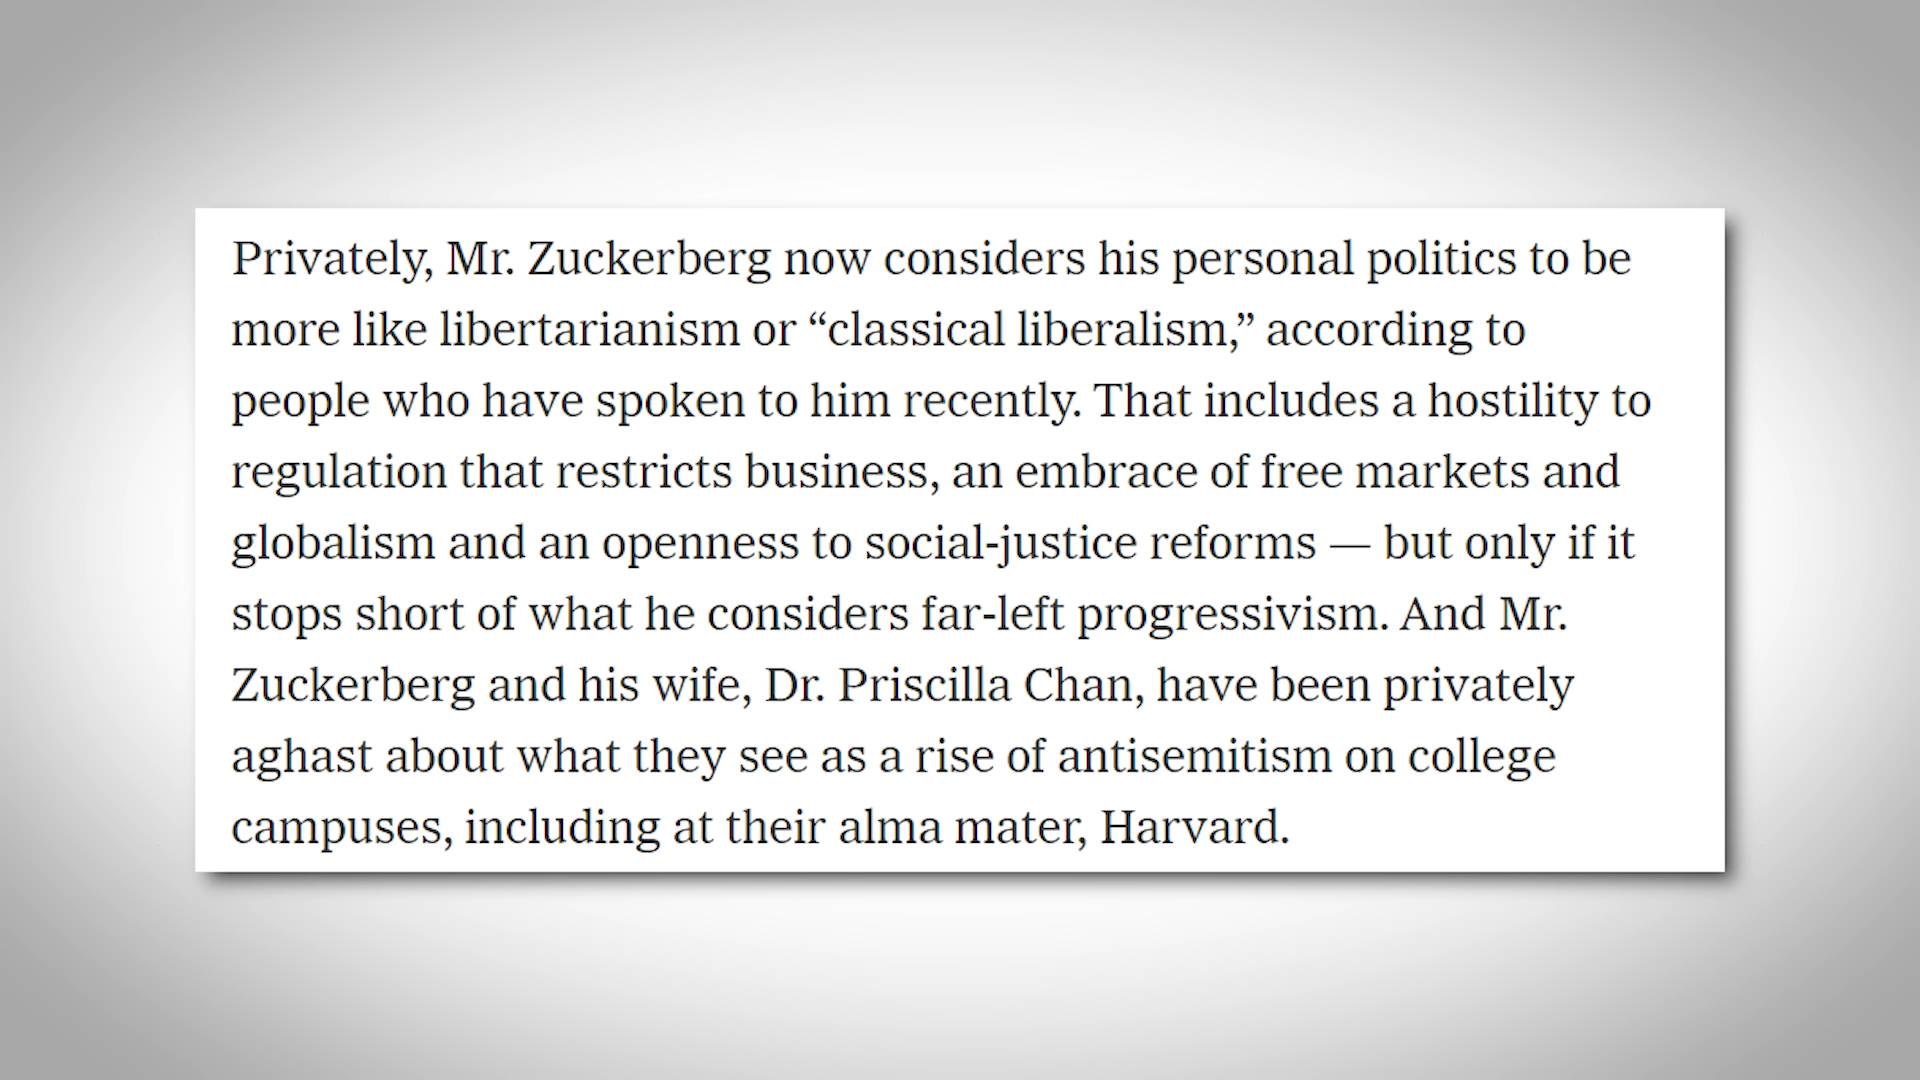 Privately, Mr. Zuckerberg now considers his personal politics to be
more like libertarianism or “classical liberalism,” according to
people who have spoken to him recently. That includes a hostility to
regulation that restricts business, an embrace of free markets and
globalism and an openness to social-justice reforms — but only if it
stops short of what he considers far-left progressivism. And Mr.
Zuckerberg and his wife, Dr. Priscilla Chan, have been privately
aghast about what they see as a rise of antisemitism on college
campuses, including at their alma mater, Harvard.